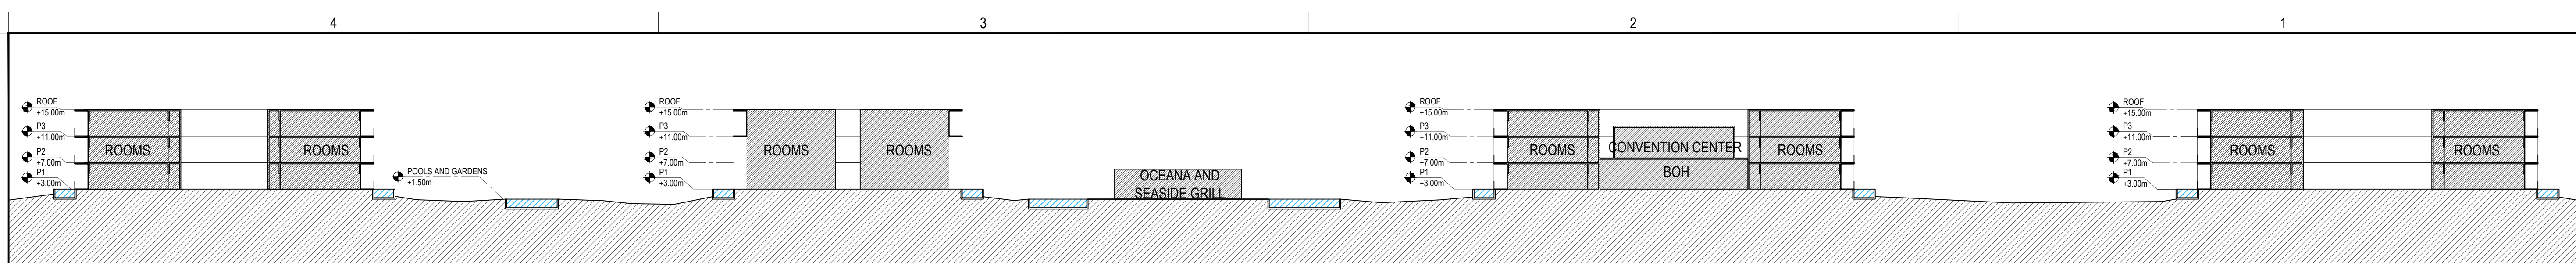 4
3
2
1
ROOF
+15.00m
P3
+11.00m
P2
+7.00m
P1
+3.00m
ROOMS
ROOMS
POOLS AND GARDENS
+1.50m
ROOF
+15.00m
P3
+11.00m
P2
+7.00m
P1
+3.00m
ROOMS
ROOMS
OCEANA AND
SEASIDE GRILL
ROOF
+15.00m
P3
+11.00m
P2
+7.00m
P1
+3.00m
ROOMS
CONVENTION CENTER
BOH
ROOMS
ROOF
+15.00m
P3
+11.00m
P2
+7.00m
P1
+3.00m
ROOMS
ROOMS